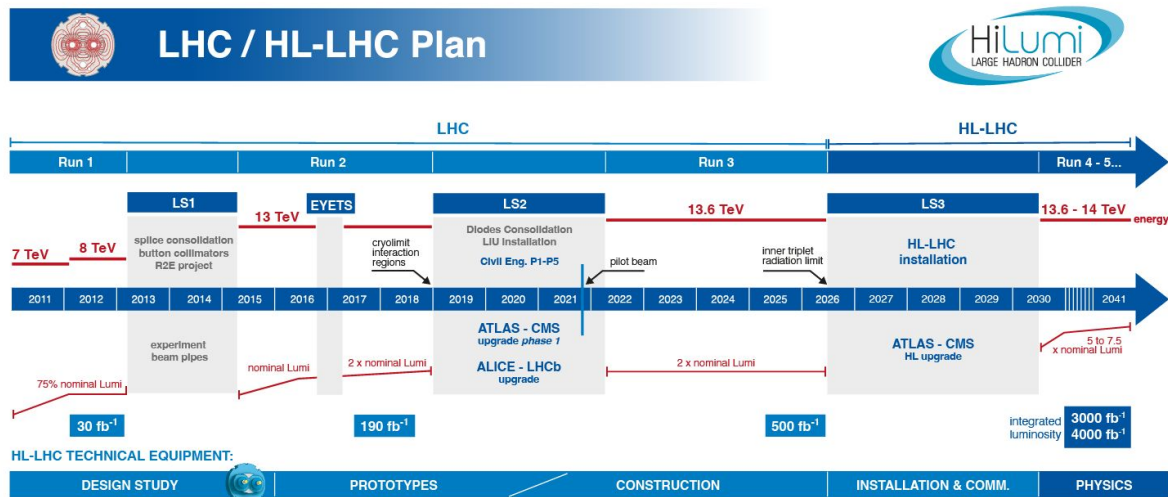 LHC / HL-LHC Plan
HiLumi
LARGE HADRON COLLIDER
LHC
HL-LHC
Run 1
Run 2
Run 3
Run 4 - 5...
LS1
EYETS
LS2
LS3
7 TeV
8 TeV
13 TeV
13.6 TeV
13.6 - 14 TeV
energy
splice consolidation
button collimators
R2E project
cryolimit
interaction
regions
Diodes Consolidation
LIU Installation
Civil Eng. P1-P5
pilot beam
inner triplet
radiation limit
HL-LHC
installation
2011
2012
2013
2014
2015
2016
2017
2018
2019
2020
2021
2022
2023
2024
2025
2026
2027
2028
2029
2030
2041
experiment
beam pipes
ATLAS - CMS
upgrade phase 1
ALICE - LHCb
upgrade
ATLAS - CMS
HL upgrade
75% nominal Lumi
nominal Lumi
2 x nominal Lumi
2 x nominal Lumi
5 to 7.5
x nominal Lumi
30 fb⁻¹
190 fb⁻¹
500 fb⁻¹
integrated
luminosity
3000 fb⁻¹
4000 fb⁻¹
HL-LHC TECHNICAL EQUIPMENT:
DESIGN STUDY
PROTOTYPES
CONSTRUCTION
INSTALLATION & COMM.
PHYSICS